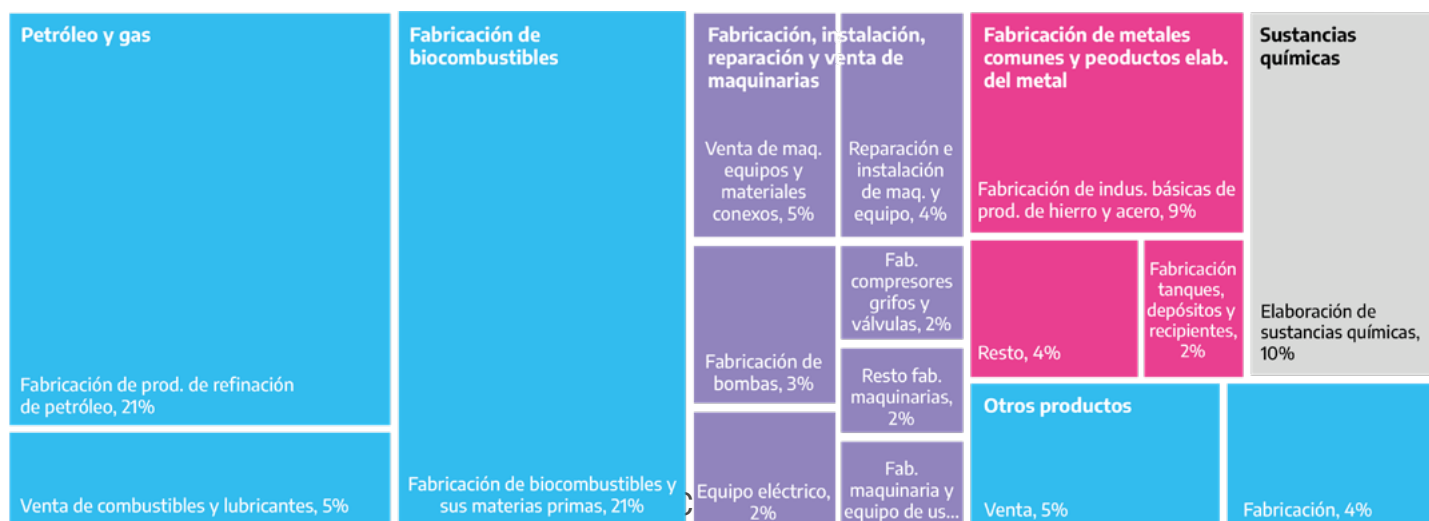 Petróleo y gas
Fabricación de prod. de refinación
de petróleo, 21%
Venta de combustibles y lubricantes, 5%
Fabricación de
biocombustibles
Fabricación de biocombustibles y
sus materias primas, 21%
Fabricación, instalación,
reparación y venta de
maquinarias
Venta de maq.
equipos y
materiales
conexos, 5%
Reparación e
instalación
de maq. y
equipo, 4%
Fabricación de
bombas, 3%
Fab.
compresores
grifos y
válvulas, 2%
Resto fab.
maquinarias,
2%
Equipo eléctrico,
2%
Fab.
maquinaria y
equipo de us...
Fabricación de metales
comunes y peoductos elab.
del metal
Fabricación de indus. básicas de
prod. de hierro y acero, 9%
Resto, 4%
Fabricación
tanques,
depósitos y
recipientes,
2%
Sustancias
químicas
Elaboración de
sustancias químicas,
10%
Otros productos
Venta, 5%
Fabricación, 4%